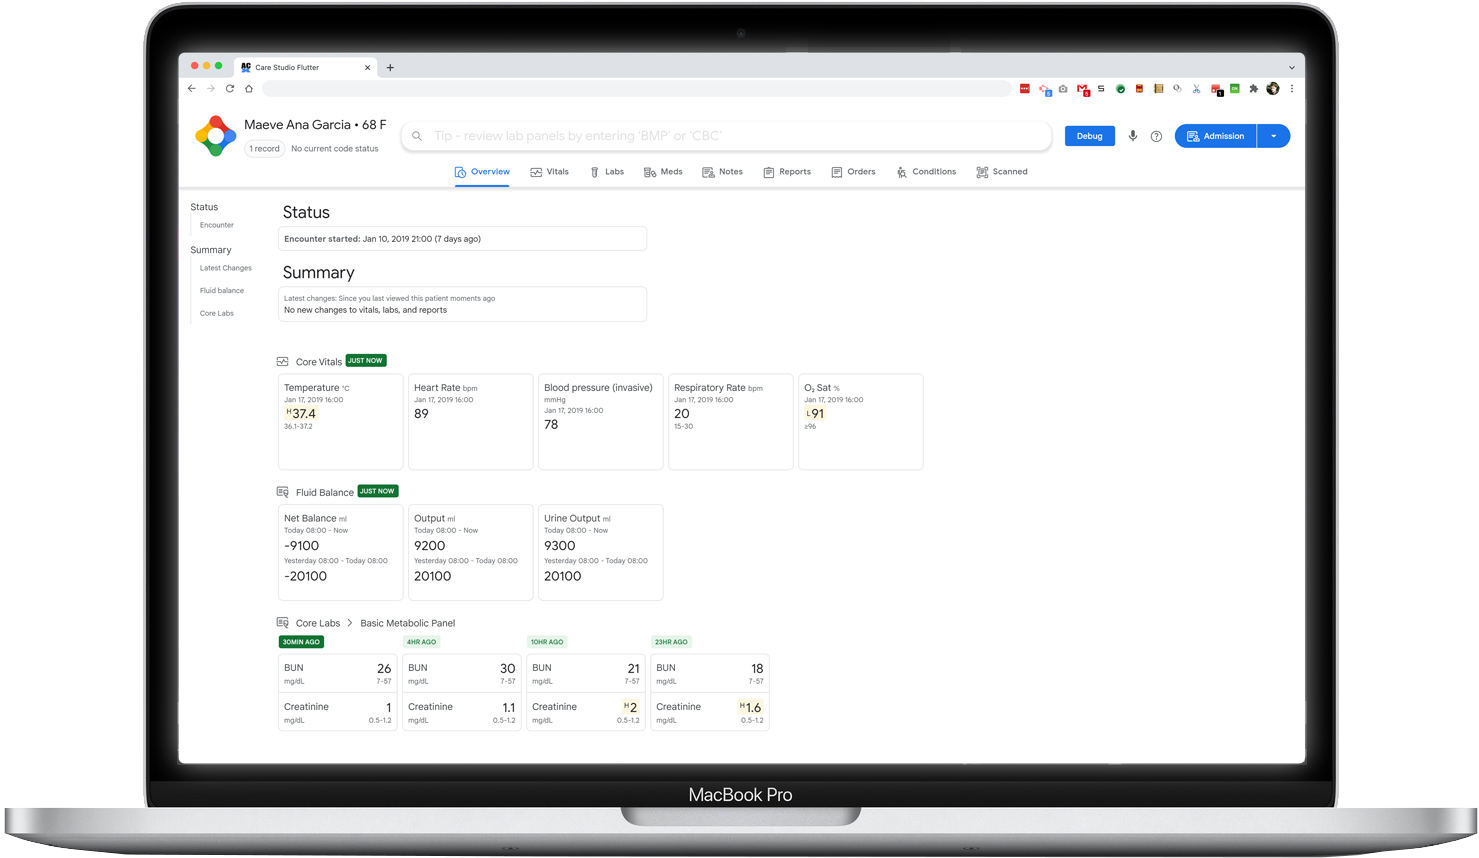 Care Studio Flutter
Maeve Ana Garcia • 68 F
1 record
No current code status
Tip - review lab panels by entering 'BMP' or 'CBC'
Debug
Admission
Overview
Vitals
Labs
Meds
Notes
Reports
Orders
Conditions
Scanned
Status
Encounter
Summary
Latest Changes
Fluid balance
Core Labs
Status
Encounter started: Jan 10, 2019 21:00 (7 days ago)
Summary
Latest changes: Since you last viewed this patient moments ago
No new changes to vitals, labs, and reports
Core Vitals JUST NOW
Temperature °C
Jan 17, 2019 16:00
H 37.4
36.1-37.2
Heart Rate bpm
Jan 17, 2019 16:00
89
Blood pressure (invasive)
mmHg
Jan 17, 2019 16:00
78
Respiratory Rate bpm
Jan 17, 2019 16:00
20
15-30
O₂ Sat %
Jan 17, 2019 16:00
L 91
≥96
Fluid Balance JUST NOW
Net Balance ml
Today 08:00 - Now
-9100
Yesterday 08:00 - Today 08:00
-20100
Output ml
Today 08:00 - Now
9200
Yesterday 08:00 - Today 08:00
20100
Urine Output ml
Today 08:00 - Now
9300
Yesterday 08:00 - Today 08:00
20100
Core Labs > Basic Metabolic Panel
30MIN AGO
BUN 26
mg/dL 7-57
Creatinine 1
mg/dL 0.5-1.2
4HR AGO
BUN 30
mg/dL 7-57
Creatinine 1.1
mg/dL 0.5-1.2
10HR AGO
BUN 21
mg/dL 7-57
Creatinine H 2
mg/dL 0.5-1.2
23HR AGO
BUN 18
mg/dL 7-57
Creatinine H 1.6
mg/dL 0.5-1.2
MacBook Pro